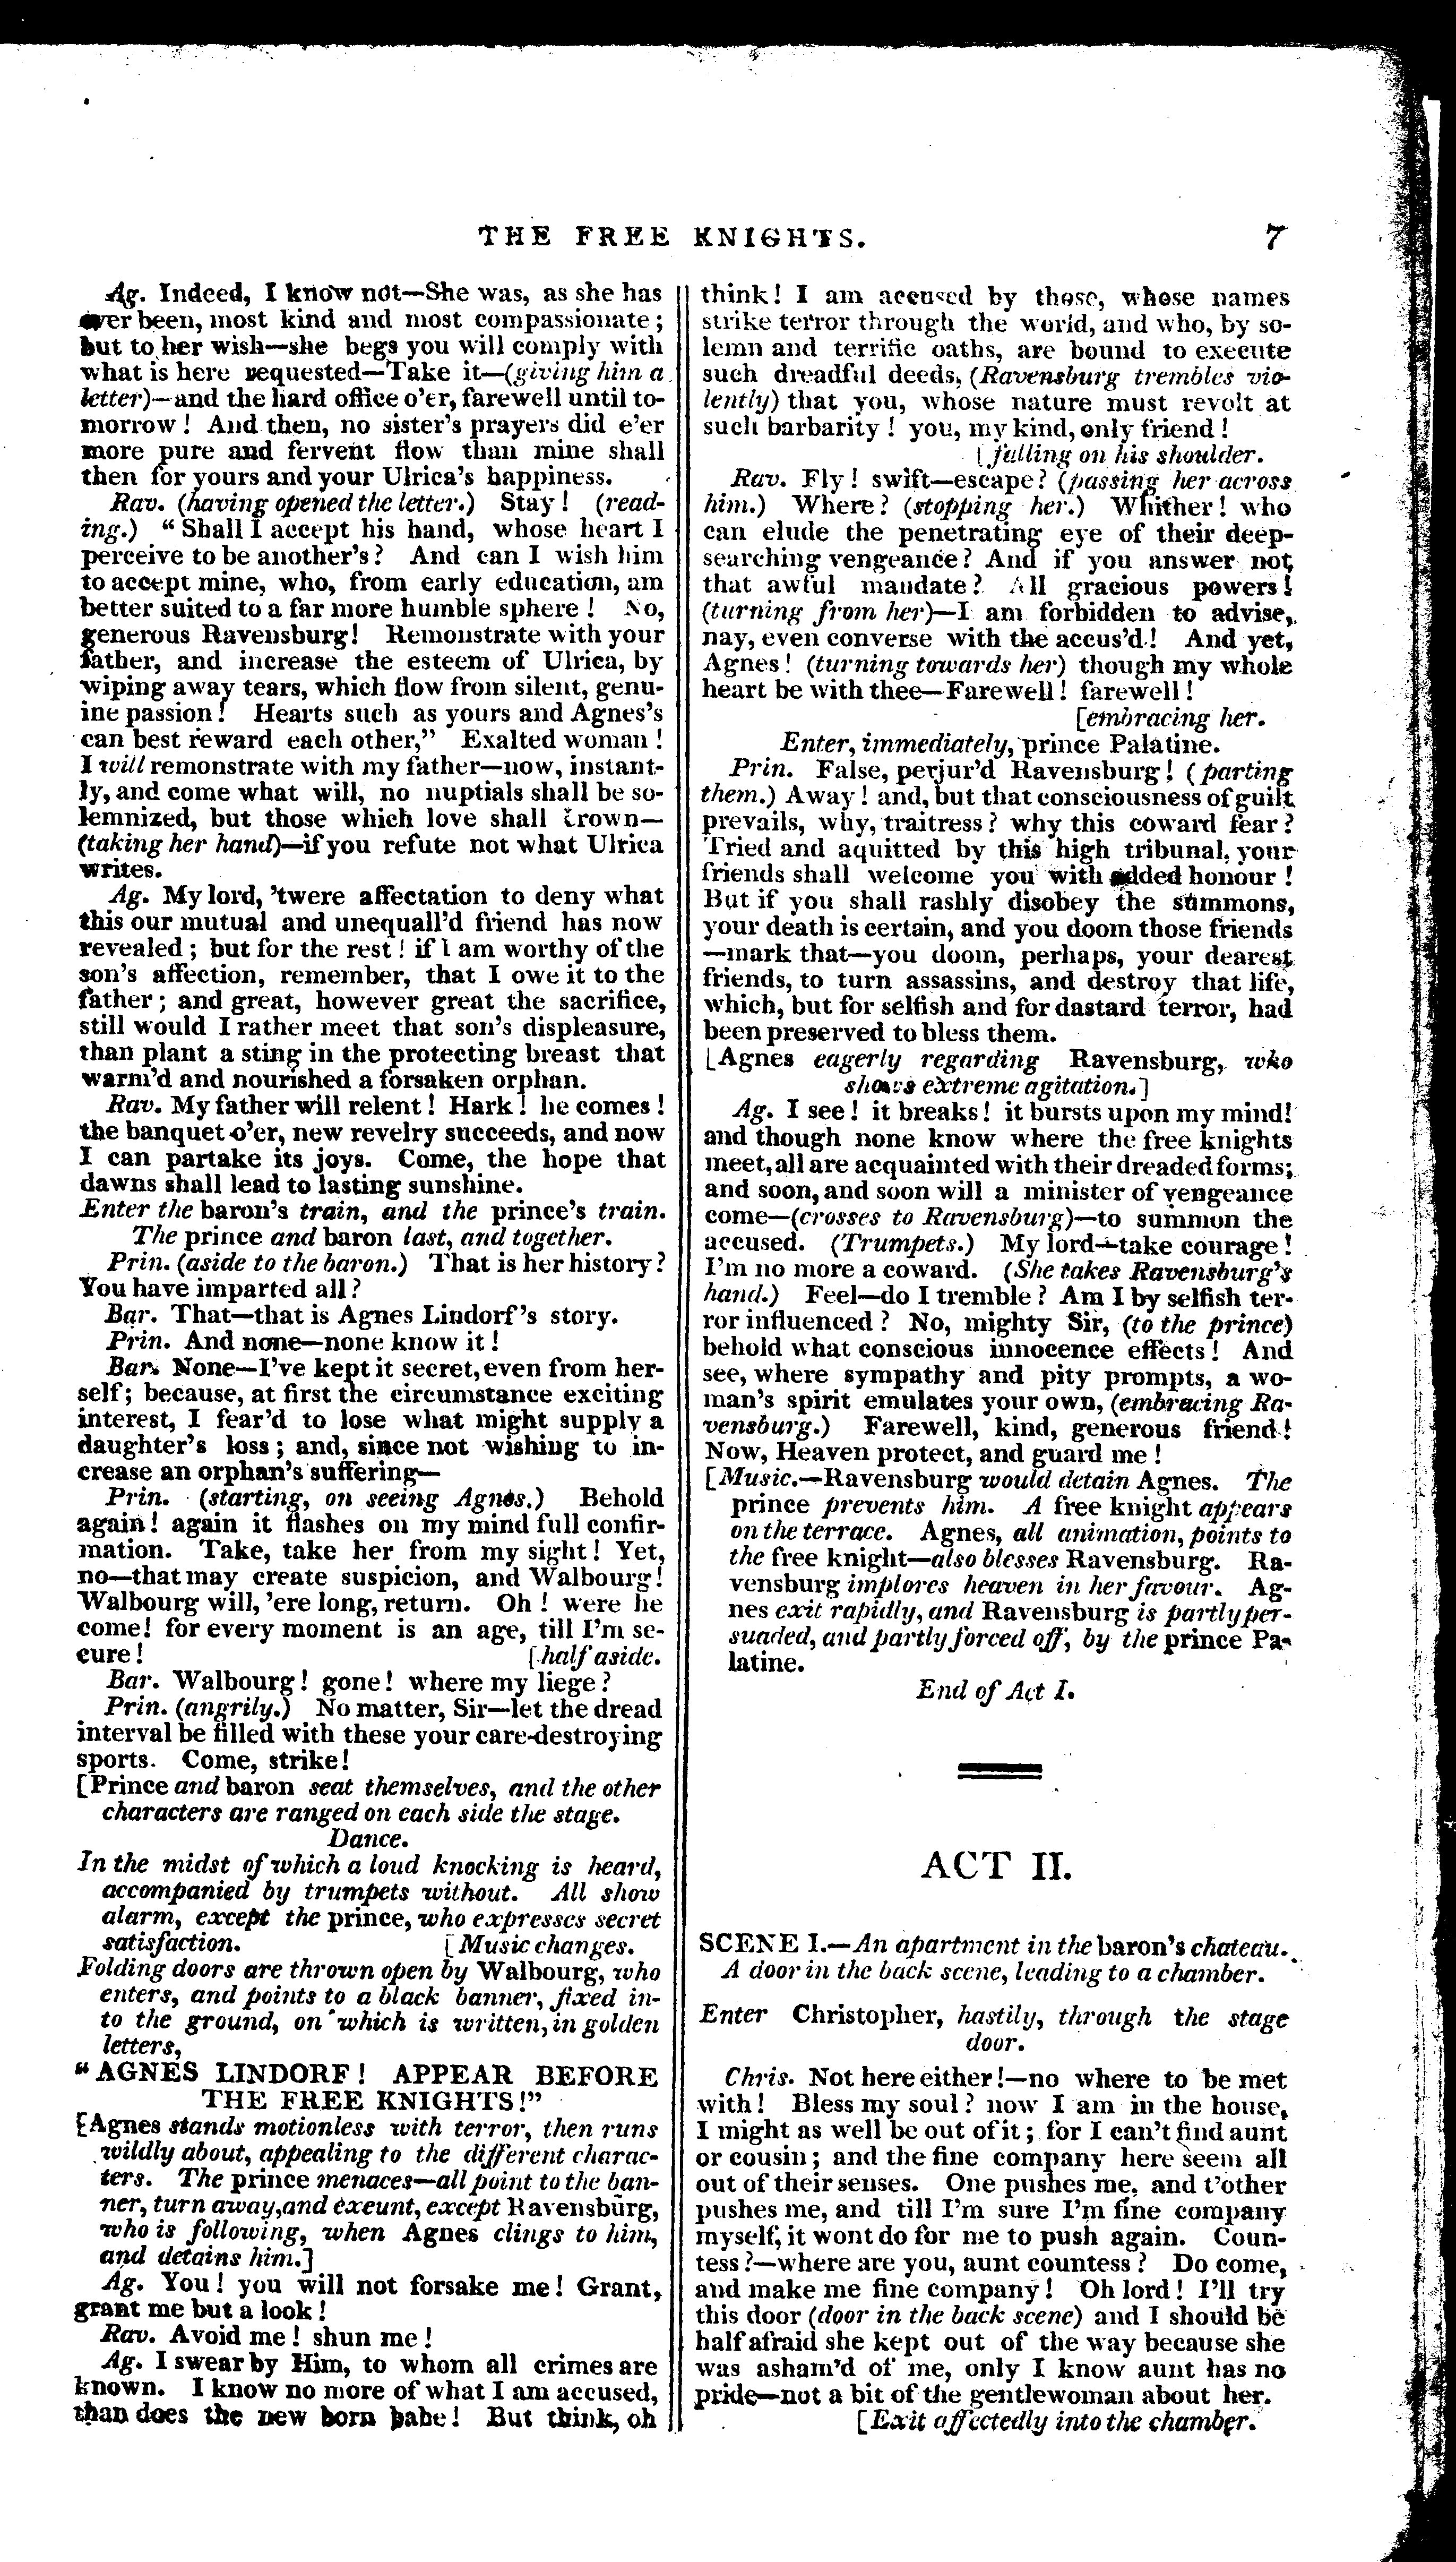 THE FREE KNIGHTS. 7
Ag. Indeed, I know not—She was, as she has
ever been, most kind and most compassionate;
but to her wish—she begs you will comply with
what is here requested—Take it—(giving him a
letter)—and the hard office o'er, farewell until to-
morrow! And then, no sister's prayers did e'er
more pure and fervent flow than mine shall
then for yours and your Ulrica's happiness.
Rav. (having opened the letter.) Stay! (read-
ing.) "Shall I accept his hand, whose heart I
perceive to be another's? And can I wish him
to accept mine, who, from early education, am
better suited to a far more humble sphere! No,
generous Ravensburg! Remonstrate with your
father, and increase the esteem of Ulrica, by
wiping away tears, which flow from silent, genu-
ine passion! Hearts such as yours and Agnes's
can best reward each other," Exalted woman!
I will remonstrate with my father—now, instant-
ly, and come what will, no nuptials shall be so-
lemnized, but those which love shall crown—
(taking her hand)—if you refute not what Ulrica
writes.
Ag. My lord, 'twere affectation to deny what
this our mutual and unequall'd friend has now
revealed; but for the rest! if I am worthy of the
son's affection, remember, that I owe it to the
father; and great, however great the sacrifice,
still would I rather meet that son's displeasure,
than plant a sting in the protecting breast that
warm'd and nourished a forsaken orphan.
Rav. My father will relent! Hark! he comes!
the banquet o'er, new revelry succeeds, and now
I can partake its joys. Come, the hope that
dawns shall lead to lasting sunshine.
Enter the baron's train, and the prince's train.
The prince and baron last, and together.
Prin. (aside to the baron.) That is her history?
You have imparted all?
Bar. That—that is Agnes Lindorf's story.
Prin. And none—none know it!
Bar. None—I've kept it secret, even from her-
self; because, at first the circumstance exciting
interest, I fear'd to lose what might supply a
daughter's loss; and, since not wishing to in-
crease an orphan's suffering—
Prin. (starting, on seeing Agnes.) Behold
again! again it flashes on my mind full confir-
mation. Take, take her from my sight! Yet,
no—that may create suspicion, and Walbourg!
Walbourg will, 'ere long, return. Oh! were he
come! for every moment is an age, till I'm se-
cure! [half aside.
Bar. Walbourg! gone! where my liege?
Prin. (angrily.) No matter, Sir—let the dread
interval be filled with these your care-destroying
sports. Come, strike!
[Prince and baron seat themselves, and the other
characters are ranged on each side the stage.
Dance.
In the midst of which a loud knocking is heard,
accompanied by trumpets without. All show
alarm, except the prince, who expresses secret
satisfaction. [Music changes.
Folding doors are thrown open by Walbourg, who
enters, and points to a black banner, fixed in-
to the ground, on which is written, in golden
letters,
"AGNES LINDORF! APPEAR BEFORE
THE FREE KNIGHTS!"
[Agnes stands motionless with terror, then runs
wildly about, appealing to the different charac-
ters. The prince menaces—all point to the ban-
ner, turn away, and exeunt, except Ravensburg,
who is following, when Agnes clings to him,
and detains him.]
Ag. You! you will not forsake me! Grant,
grant me but a look!
Rav. Avoid me! shun me!
Ag. I swear by Him, to whom all crimes are
known. I know no more of what I am accused,
than does the new born babe! But think, oh
think! I am accused by those, whose names
strike terror through the world, and who, by so-
lemn and terrific oaths, are bound to execute
such dreadful deeds, (Ravensburg trembles vio-
lently) that you, whose nature must revolt at
such barbarity! you, my kind, only friend!
[falling on his shoulder.
Rav. Fly! swift—escape? (passing her across
him.) Where? (stopping her.) Whither! who
can elude the penetrating eye of their deep-
searching vengeance? And if you answer not
that awful mandate? All gracious powers!
(turning from her)—I am forbidden to advise,
nay, even converse with the accus'd! And yet,
Agnes! (turning towards her) though my whole
heart be with thee—Farewell! farewell!
[embracing her.
Enter, immediately, prince Palatine.
Prin. False, perjur'd Ravensburg! (parting
them.) Away! and, but that consciousness of guilt
prevails, why, traitress? why this coward fear?
Tried and aquitted by this high tribunal, your
friends shall welcome you with added honour!
But if you shall rashly disobey the summons,
your death is certain, and you doom those friends
—mark that—you doom, perhaps, your dearest
friends, to turn assassins, and destroy that life,
which, but for selfish and for dastard terror, had
been preserved to bless them.
[Agnes eagerly regarding Ravensburg, who
shows extreme agitation.]
Ag. I see! it breaks! it bursts upon my mind!
and though none know where the free knights
meet, all are acquainted with their dreaded forms;
and soon, and soon will a minister of vengeance
come—(crosses to Ravensburg)—to summon the
accused. (Trumpets.) My lord—take courage!
I'm no more a coward. (She takes Ravensburg's
hand.) Feel—do I tremble? Am I by selfish ter-
ror influenced? No, mighty Sir, (to the prince)
behold what conscious innocence effects! And
see, where sympathy and pity prompts, a wo-
man's spirit emulates your own, (embracing Ra-
vensburg.) Farewell, kind, generous friend!
Now, Heaven protect, and guard me!
[Music.—Ravensburg would detain Agnes. The
prince prevents him. A free knight appears
on the terrace. Agnes, all animation, points to
the free knight—also blesses Ravensburg. Ra-
vensburg implores heaven in her favour. Ag-
nes exit rapidly, and Ravensburg is partly per-
suaded, and partly forced off, by the prince Pa-
latine.
End of Act I.
ACT II.
SCENE I.—An apartment in the baron's chateau.
A door in the back scene, leading to a chamber.
Enter Christopher, hastily, through the stage
door.
Chris. Not here either!—no where to be met
with! Bless my soul? now I am in the house,
I might as well be out of it; for I can't find aunt
or cousin; and the fine company here seem all
out of their senses. One pushes me, and t'other
pushes me, and till I'm sure I'm fine company
myself, it wont do for me to push again. Coun-
tess?—where are you, aunt countess? Do come,
and make me fine company! Oh lord! I'll try
this door (door in the back scene) and I should be
half afraid she kept out of the way because she
was asham'd of me, only I know aunt has no
pride—not a bit of the gentlewoman about her.
[Exit affectedly into the chamber.